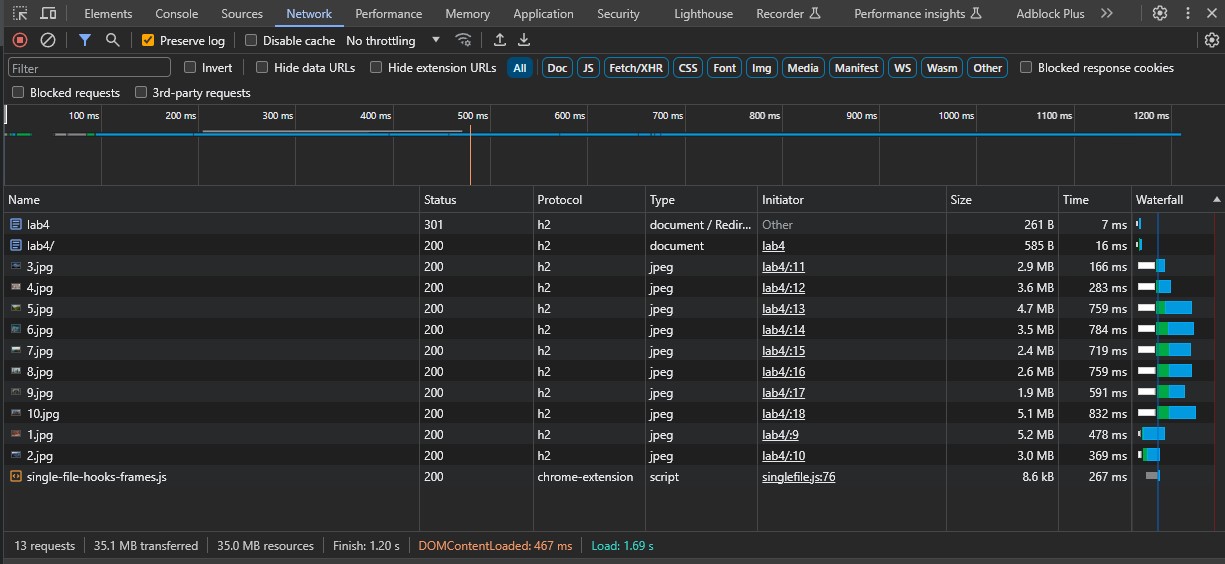 Elements Console Sources Network Performance Memory Application Security Lighthouse Recorder Performance insights Adblock Plus
Preserve log Disable cache No throttling
Filter Invert Hide data URLs Hide extension URLs All Doc JS Fetch/XHR CSS Font Img Media Manifest WS Wasm Other Blocked response cookies
Blocked requests 3rd-party requests
100 ms 200 ms 300 ms 400 ms 500 ms 600 ms 700 ms 800 ms 900 ms 1000 ms 1100 ms 1200 ms
Name Status Protocol Type Initiator Size Time Waterfall
lab4 301 h2 document / Redir... Other 261 B 7 ms
lab4/ 200 h2 document lab4 585 B 16 ms
3.jpg 200 h2 jpeg lab4/:11 2.9 MB 166 ms
4.jpg 200 h2 jpeg lab4/:12 3.6 MB 283 ms
5.jpg 200 h2 jpeg lab4/:13 4.7 MB 759 ms
6.jpg 200 h2 jpeg lab4/:14 3.5 MB 784 ms
7.jpg 200 h2 jpeg lab4/:15 2.4 MB 719 ms
8.jpg 200 h2 jpeg lab4/:16 2.6 MB 759 ms
9.jpg 200 h2 jpeg lab4/:17 1.9 MB 591 ms
10.jpg 200 h2 jpeg lab4/:18 5.1 MB 832 ms
1.jpg 200 h2 jpeg lab4/:9 5.2 MB 478 ms
2.jpg 200 h2 jpeg lab4/:10 3.0 MB 369 ms
single-file-hooks-frames.js 200 chrome-extension script singlefile.js:76 8.6 kB 267 ms
13 requests 35.1 MB transferred 35.0 MB resources Finish: 1.20 s DOMContentLoaded: 467 ms Load: 1.69 s